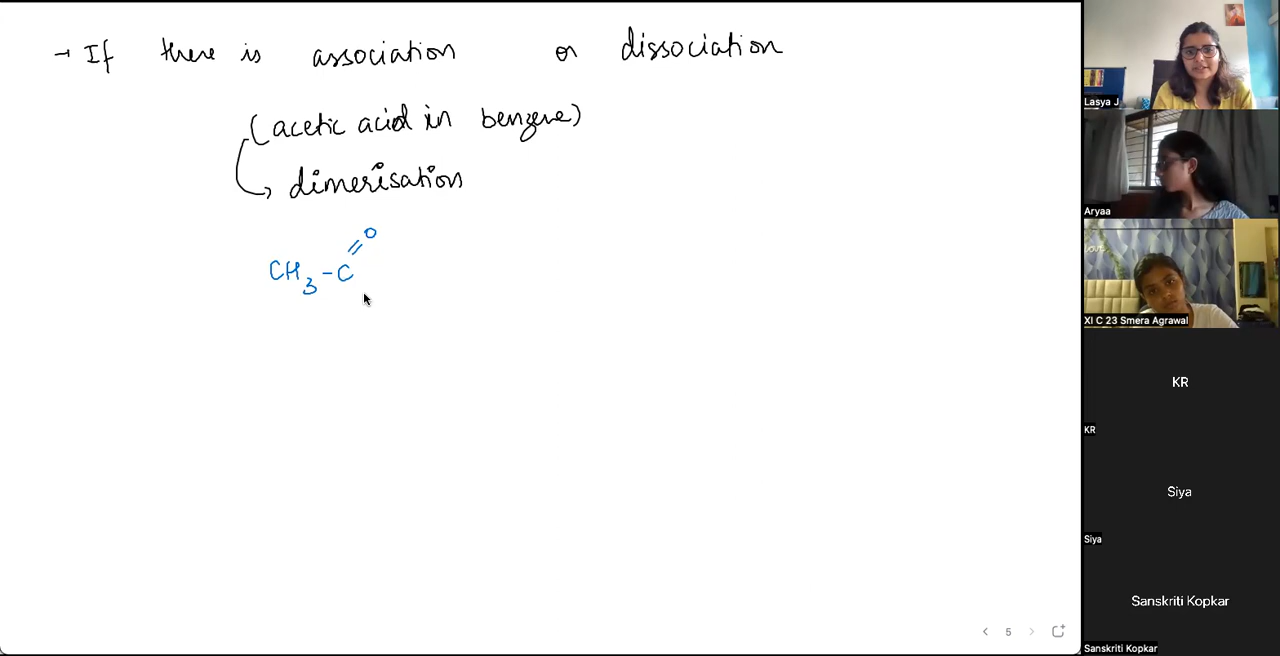 → If there is association or dissociation
(acetic acid in benzene)
→ dimerisation
O
CH3-C
5
Lasya J
Aryaa
XI C 23 Smera Agrawal
KR
KR
Siya
Siya
Sanskriti Kopkar
Sanskriti Kopkar